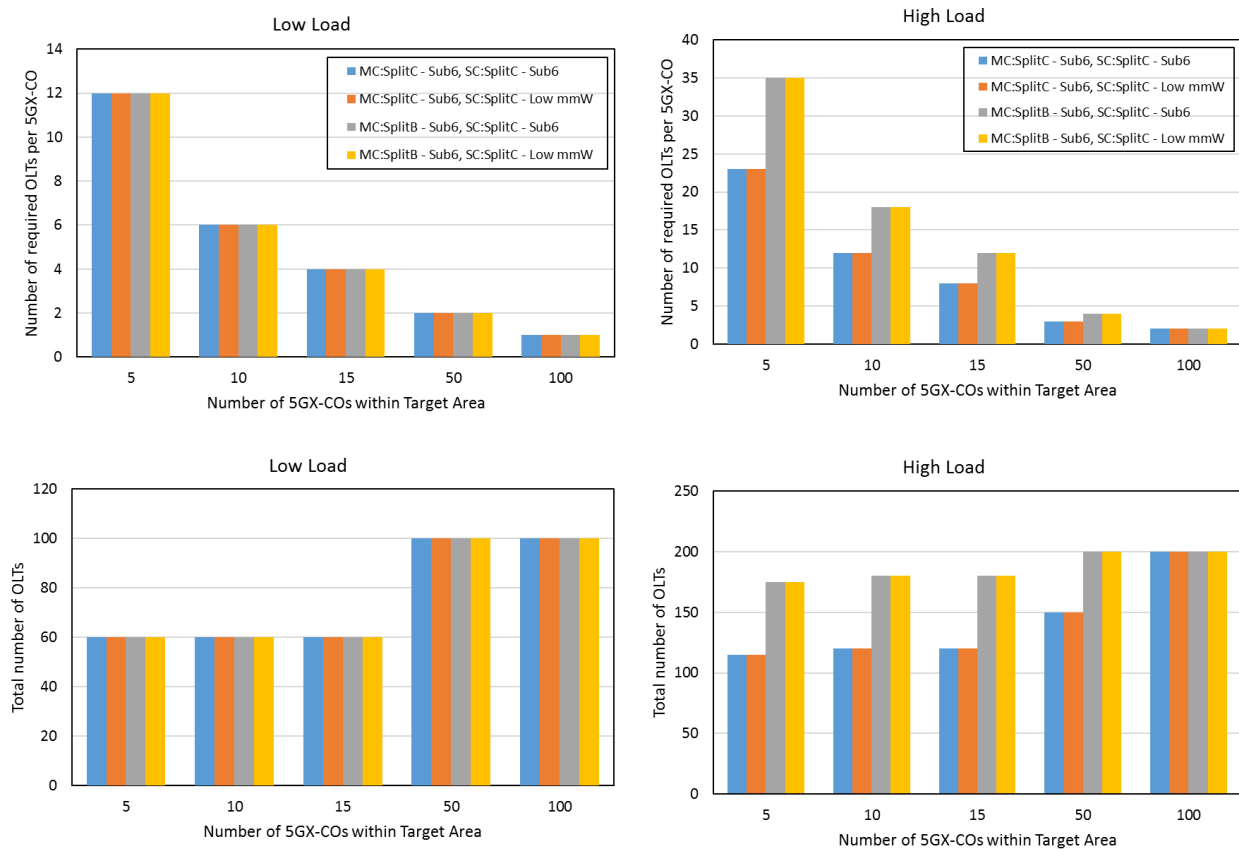 Low Load
Number of required OLTs per 5GX-CO
14
12
10
8
6
4
2
0
MC:SplitC - Sub6, SC:SplitC - Sub6
MC:SplitC - Sub6, SC:SplitC - Low mmW
MC:SplitB - Sub6, SC:SplitC - Sub6
MC:SplitB - Sub6, SC:SplitC - Low mmW
5 10 15 50 100
Number of 5GX-COs within Target Area
High Load
Number of required OLTs per 5GX-CO
40
35
30
25
20
15
10
5
0
MC:SplitC - Sub6, SC:SplitC - Sub6
MC:SplitC - Sub6, SC:SplitC - Low mmW
MC:SplitB - Sub6, SC:SplitC - Sub6
MC:SplitB - Sub6, SC:SplitC - Low mmW
5 10 15 50 100
Number of 5GX-COs within Target Area
Low Load
Total number of OLTs
120
100
80
60
40
20
0
5 10 15 50 100
Number of 5GX-COs within Target Area
High Load
Total number of OLTs
250
200
150
100
50
0
5 10 15 50 100
Number of 5GX-COs within Target Area